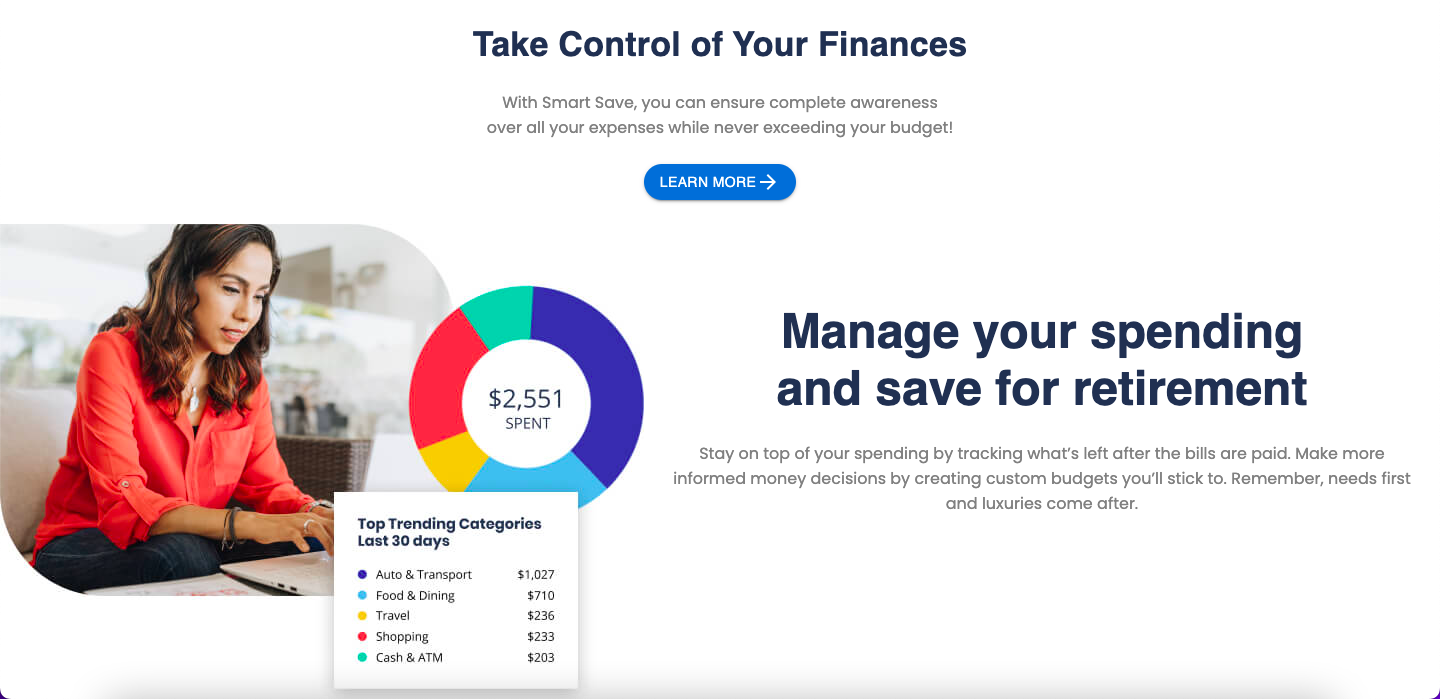 Take Control of Your Finances
With Smart Save, you can ensure complete awareness
over all your expenses while never exceeding your budget!
LEARN MORE
$2,551
SPENT
Manage your spending
and save for retirement
Stay on top of your spending by tracking what’s left after the bills are paid. Make more
informed money decisions by creating custom budgets you’ll stick to. Remember, needs first
and luxuries come after.
Top Trending Categories
Last 30 days
Auto & Transport $1,027
Food & Dining $710
Travel $236
Shopping $233
Cash & ATM $203